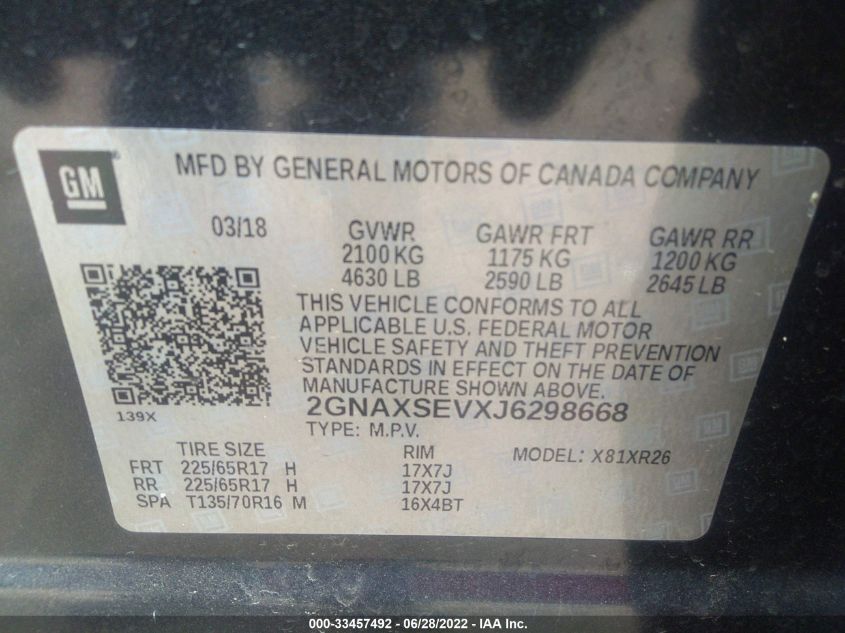 GM
MFD BY GENERAL MOTORS OF CANADA COMPANY
03/18 GVWR GAWR FRT GAWR RR
2100 KG 1175 KG 1200 KG
4630 LB 2590 LB 2645 LB
THIS VEHICLE CONFORMS TO ALL
APPLICABLE U.S. FEDERAL MOTOR
VEHICLE SAFETY AND THEFT PREVENTION
STANDARDS IN EFFECT ON THE DATE OF
MANUFACTURE SHOWN ABOVE.
139X
2GNAXSEVXJ6298668
TYPE: M.P.V.
TIRE SIZE RIM MODEL: X81XR26
FRT 225/65R17 H 17X7J
RR 225/65R17 H 17X7J
SPA T135/70R16 M 16X4BT
000-33457492 - 06/28/2022 - IAA Inc.